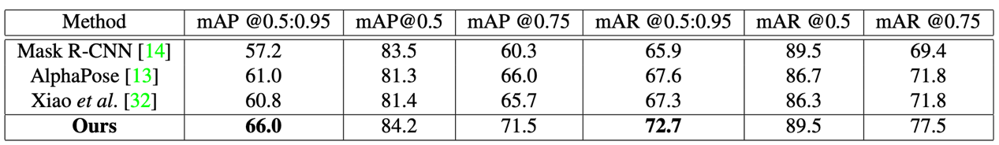 Method mAP @0.5:0.95 mAP@0.5 mAP @0.75 mAR @0.5:0.95 mAR @0.5 mAR @0.75
Mask R-CNN [14] 57.2 83.5 60.3 65.9 89.5 69.4
AlphaPose [13] 61.0 81.3 66.0 67.6 86.7 71.8
Xiao et al. [32] 60.8 81.4 65.7 67.3 86.3 71.8
Ours 66.0 84.2 71.5 72.7 89.5 77.5